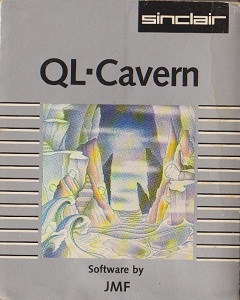 sinclair
QL·Cavern
Software by
JMF